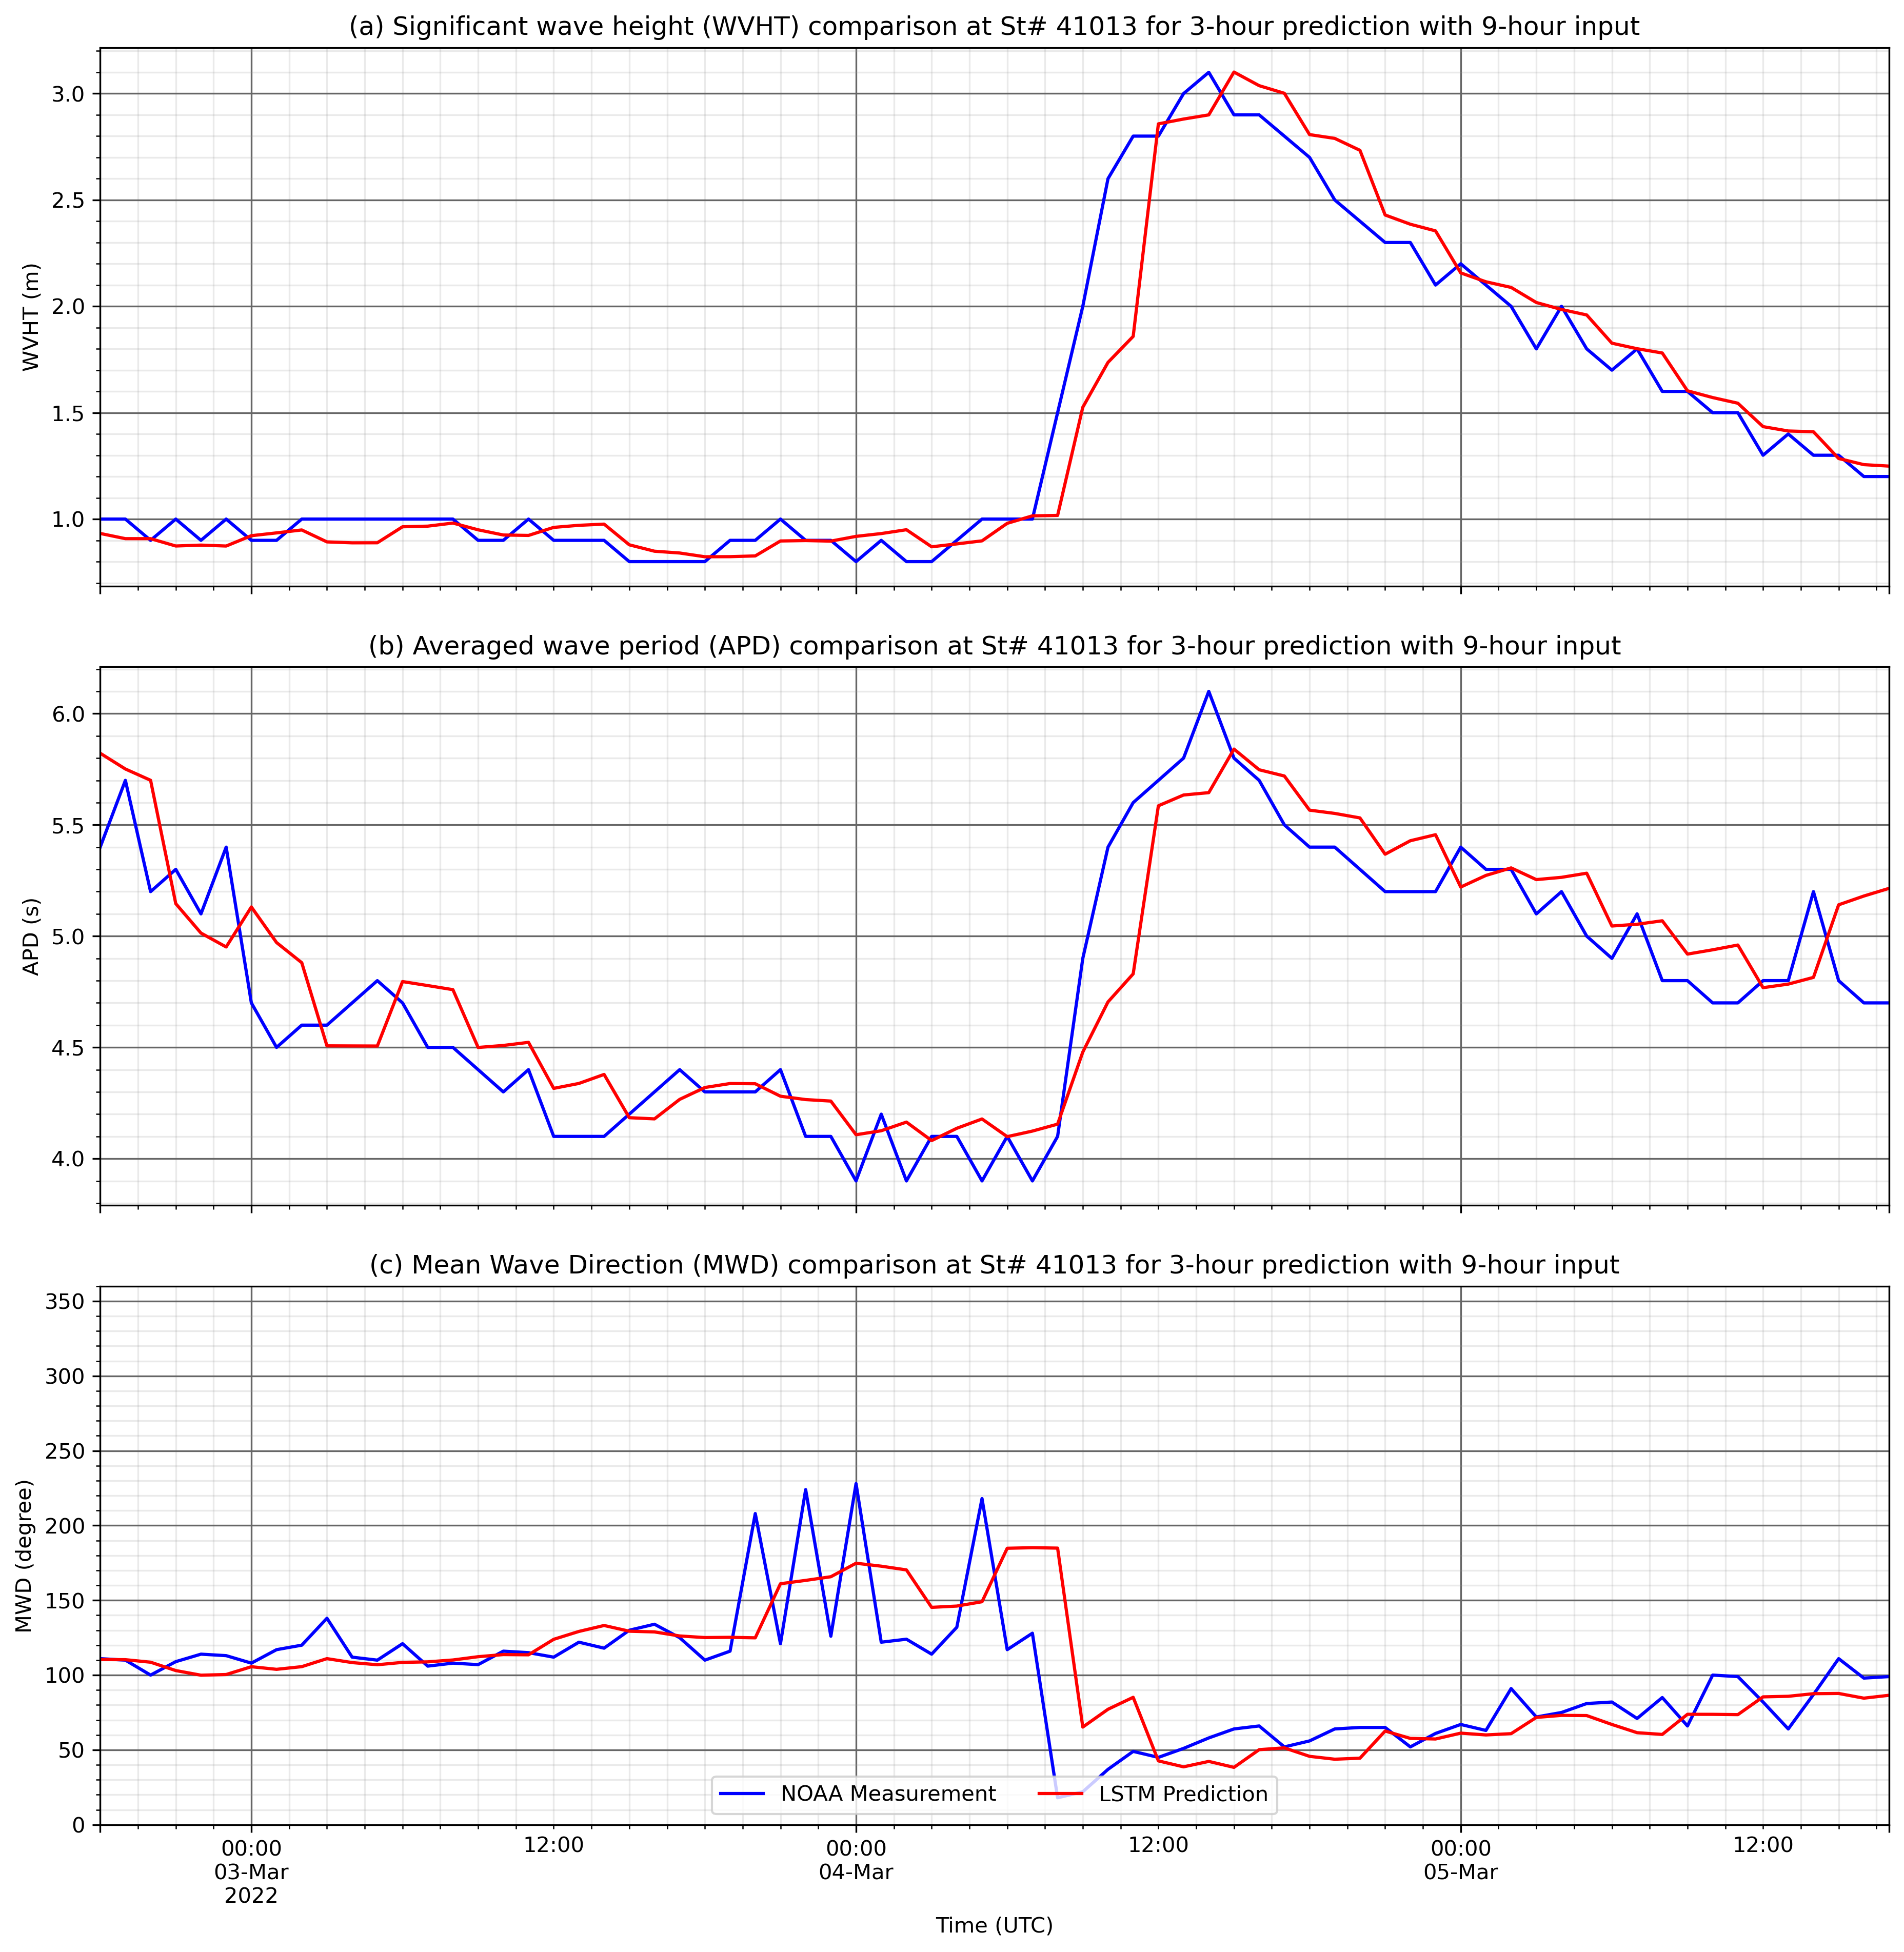 (a) Significant wave height (WVHT) comparison at St# 41013 for 3-hour prediction with 9-hour input
3.0
2.5
2.0
1.5
1.0
WVHT (m)
(b) Averaged wave period (APD) comparison at St# 41013 for 3-hour prediction with 9-hour input
6.0
5.5
5.0
4.5
4.0
APD (s)
(c) Mean Wave Direction (MWD) comparison at St# 41013 for 3-hour prediction with 9-hour input
350
300
250
200
150
100
50
0
MWD (degree)
NOAA Measurement LSTM Prediction
00:00 12:00 00:00 12:00 00:00 12:00
03-Mar 04-Mar 05-Mar
2022
Time (UTC)